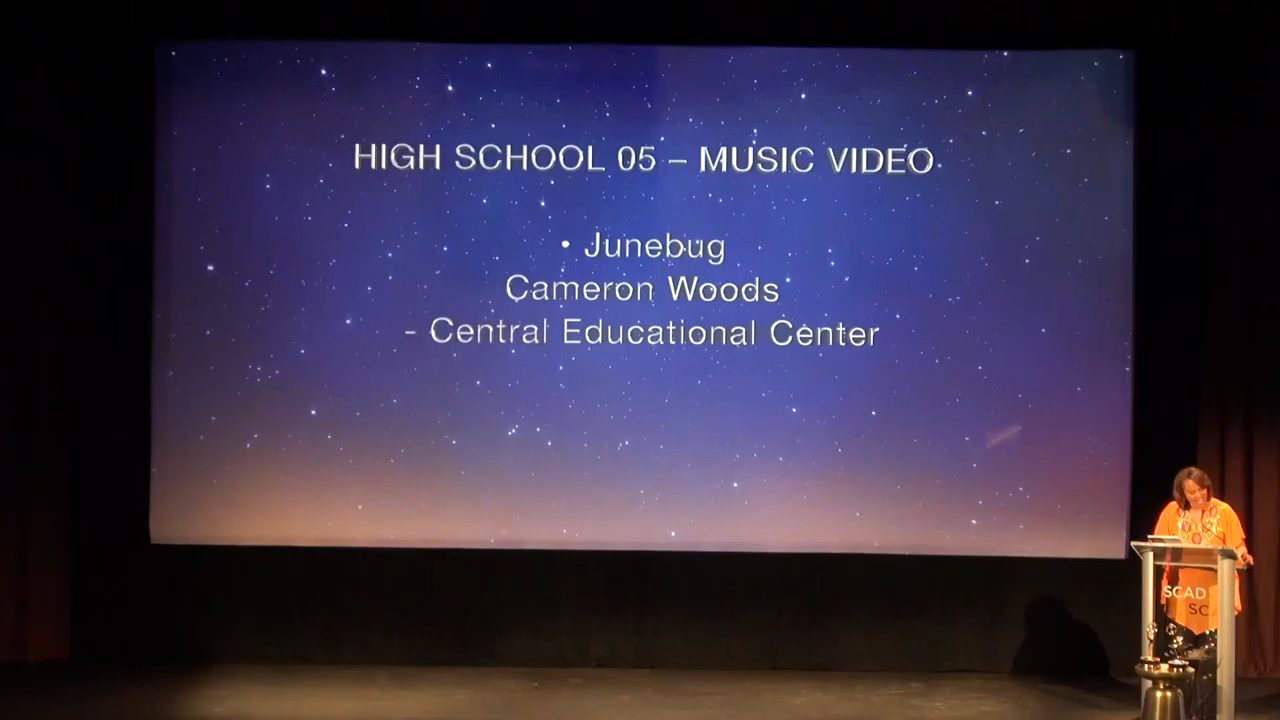 HIGH SCHOOL 05 – MUSIC VIDEO
• Junebug
Cameron Woods
- Central Educational Center
SCAD